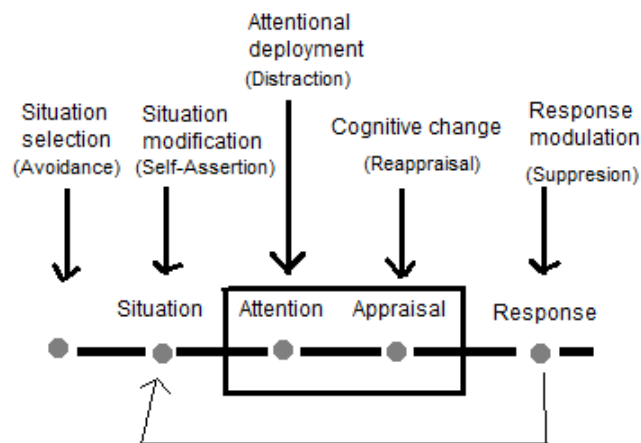 Attentional
deployment
(Distraction)
Situation
selection
(Avoidance)
Situation
modification
(Self-Assertion)
Cognitive change
(Reappraisal)
Response
modulation
(Suppresion)
Situation
Attention
Appraisal
Response